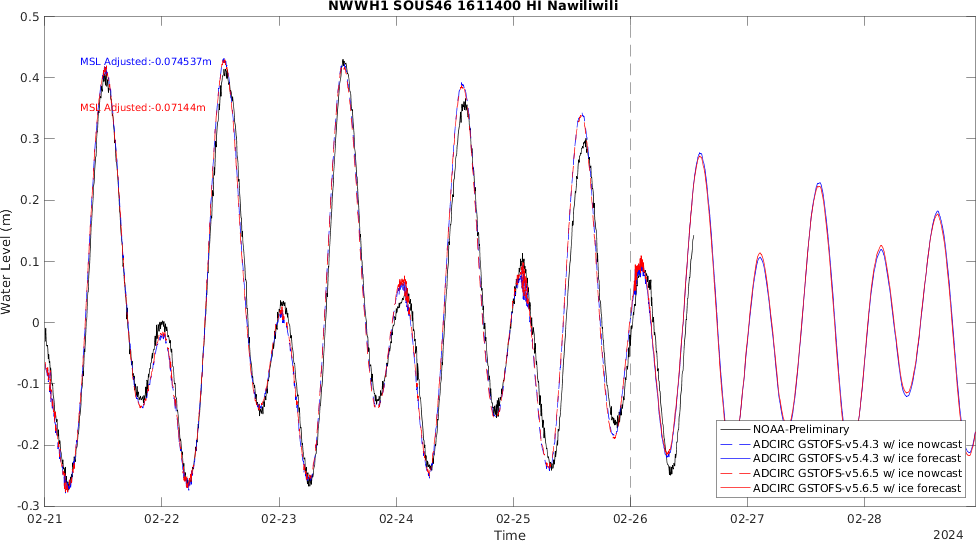 NWWH1 SOUS46 1611400 HI Nawiliwili
0.5
0.4
0.3
0.2
0.1
0
-0.1
-0.2
-0.3
Water Level (m)
MSL Adjusted:-0.074537m
MSL Adjusted:-0.07144m
NOAA-Preliminary
ADCIRC GSTOFS-v5.4.3 w/ ice nowcast
ADCIRC GSTOFS-v5.4.3 w/ ice forecast
ADCIRC GSTOFS-v5.6.5 w/ ice nowcast
ADCIRC GSTOFS-v5.6.5 w/ ice forecast
02-21 02-22 02-23 02-24 02-25 02-26 02-27 02-28
Time
2024